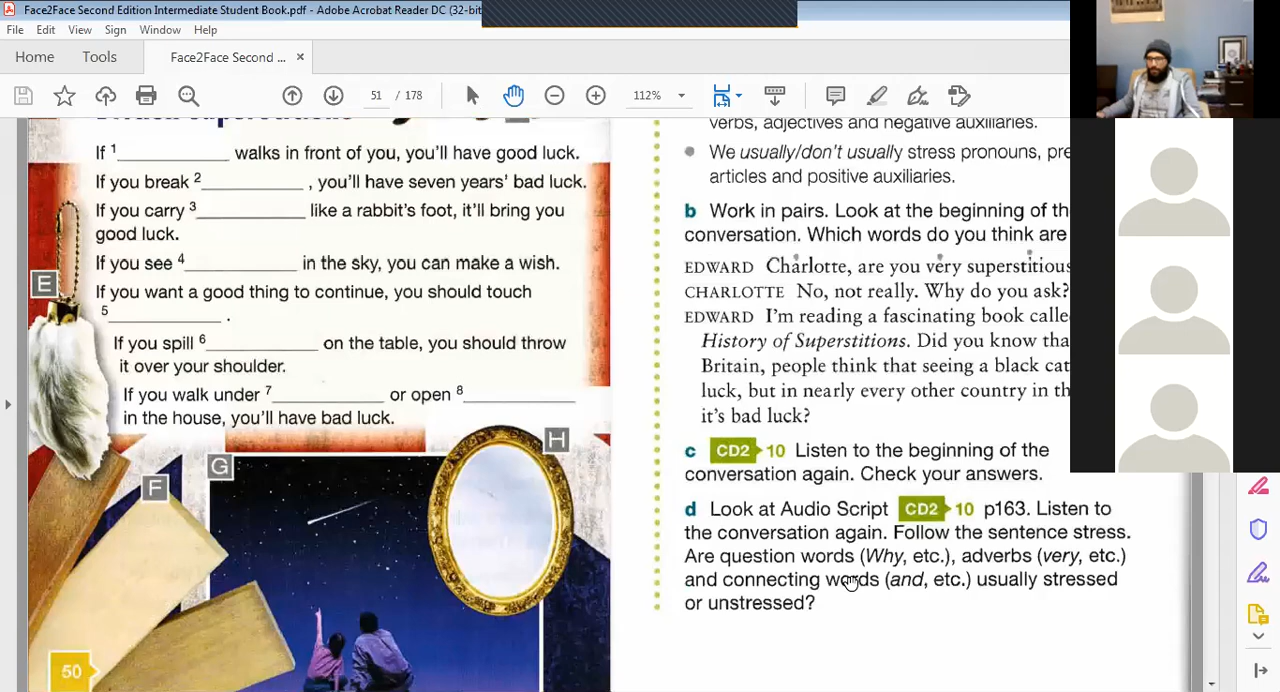 Face2Face Second Edition Intermediate Student Book.pdf - Adobe Acrobat Reader DC (32-bit
File Edit View Sign Window Help
Home Tools Face2Face Second ... ×
51 / 178 112%
If 1 walks in front of you, you'll have good luck.
If you break 2 , you'll have seven years' bad luck.
If you carry 3 like a rabbit's foot, it'll bring you
good luck.
If you see 4 in the sky, you can make a wish.
If you want a good thing to continue, you should touch
5 .
If you spill 6 on the table, you should throw
it over your shoulder.
If you walk under 7 or open 8
in the house, you'll have bad luck.
E
F
G
H
50
verbs, adjectives and negative auxiliaries.
We usually/don't usually stress pronouns, pre
articles and positive auxiliaries.
b Work in pairs. Look at the beginning of th
conversation. Which words do you think are
EDWARD Charlotte, are you very superstitious
CHARLOTTE No, not really. Why do you ask?
EDWARD I'm reading a fascinating book calle
History of Superstitions. Did you know tha
Britain, people think that seeing a black cat
luck, but in nearly every other country in th
it's bad luck?
c CD2 10 Listen to the beginning of the
conversation again. Check your answers.
d Look at Audio Script CD2 10 p163. Listen to
the conversation again. Follow the sentence stress.
Are question words (Why, etc.), adverbs (very, etc.)
and connecting words (and, etc.) usually stressed
or unstressed?